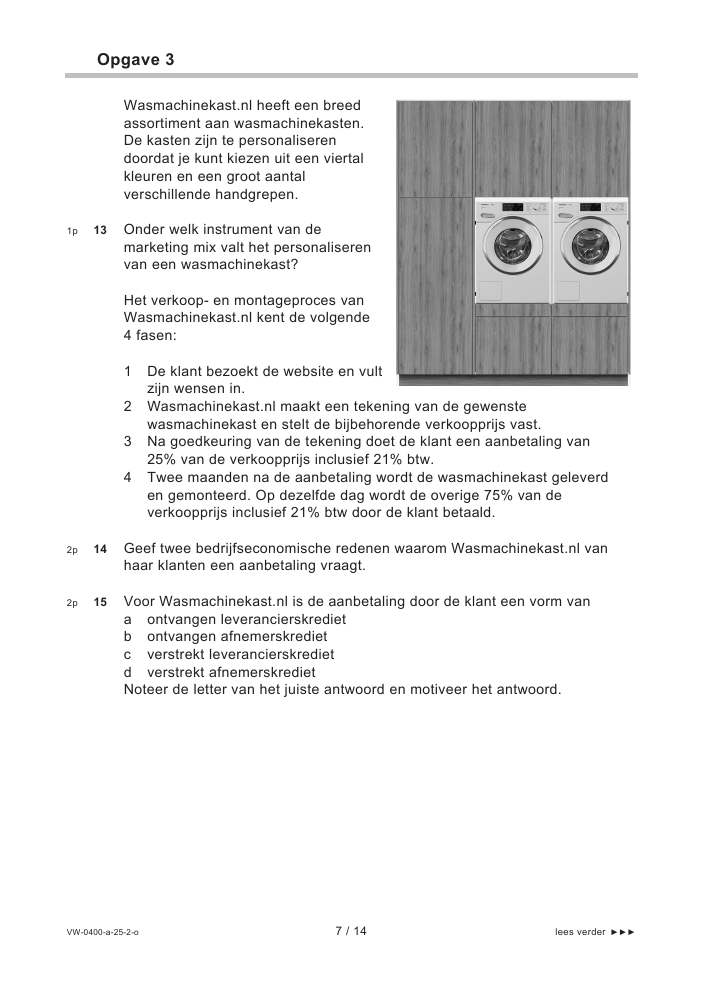 Opgave 3
Wasmachinekast.nl heeft een breed
assortiment aan wasmachinekasten.
De kasten zijn te personaliseren
doordat je kunt kiezen uit een viertal
kleuren en een groot aantal
verschillende handgrepen.
1p 13 Onder welk instrument van de
marketing mix valt het personaliseren
van een wasmachinekast?
Het verkoop- en montageproces van
Wasmachinekast.nl kent de volgende
4 fasen:
1 De klant bezoekt de website en vult
zijn wensen in.
2 Wasmachinekast.nl maakt een tekening van de gewenste
wasmachinekast en stelt de bijbehorende verkoopprijs vast.
3 Na goedkeuring van de tekening doet de klant een aanbetaling van
25% van de verkoopprijs inclusief 21% btw.
4 Twee maanden na de aanbetaling wordt de wasmachinekast geleverd
en gemonteerd. Op dezelfde dag wordt de overige 75% van de
verkoopprijs inclusief 21% btw door de klant betaald.
2p 14 Geef twee bedrijfseconomische redenen waarom Wasmachinekast.nl van
haar klanten een aanbetaling vraagt.
2p 15 Voor Wasmachinekast.nl is de aanbetaling door de klant een vorm van
a ontvangen leverancierskrediet
b ontvangen afnemerskrediet
c verstrekt leverancierskrediet
d verstrekt afnemerskrediet
Noteer de letter van het juiste antwoord en motiveer het antwoord.
VW-0400-a-25-2-o 7 / 14 lees verder ►►►